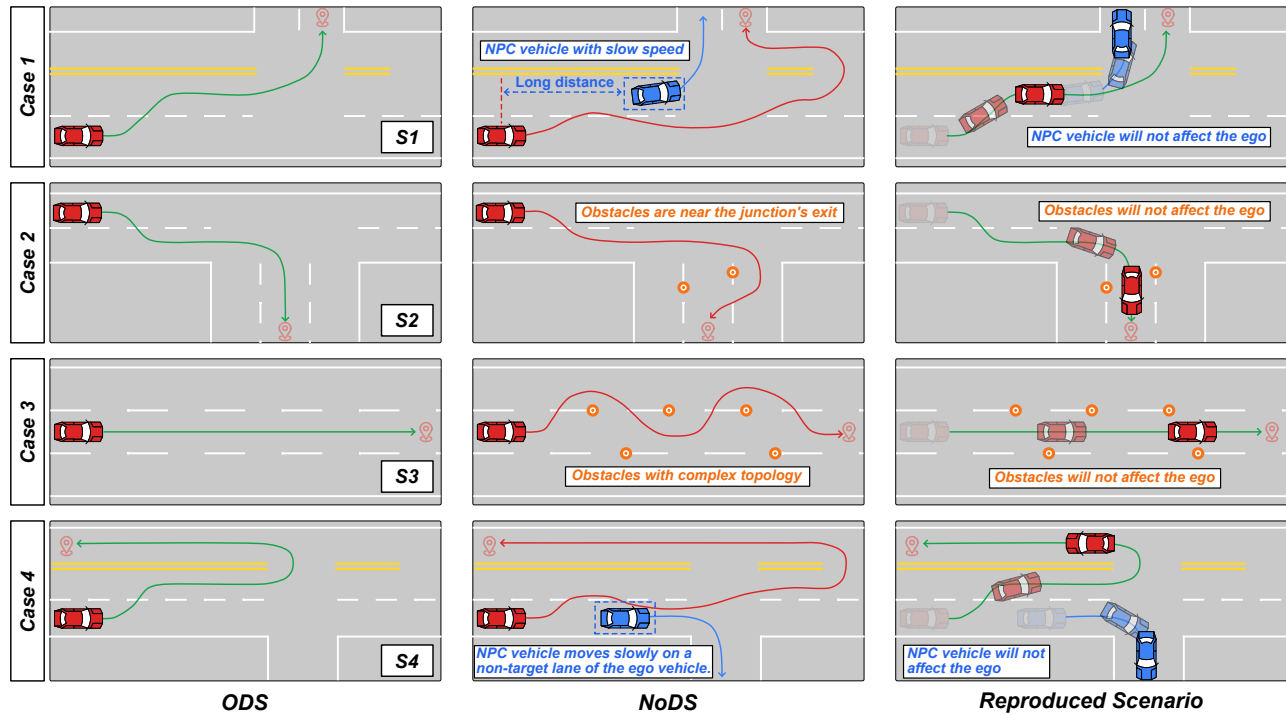 Case 1
S1
NPC vehicle with slow speed
Long distance
NPC vehicle will not affect the ego
Case 2
S2
Obstacles are near the junction's exit
Obstacles will not affect the ego
Case 3
S3
Obstacles with complex topology
Obstacles will not affect the ego
Case 4
S4
NPC vehicle moves slowly on a
non-target lane of the ego vehicle.
NPC vehicle will not
affect the ego
ODS
NoDS
Reproduced Scenario